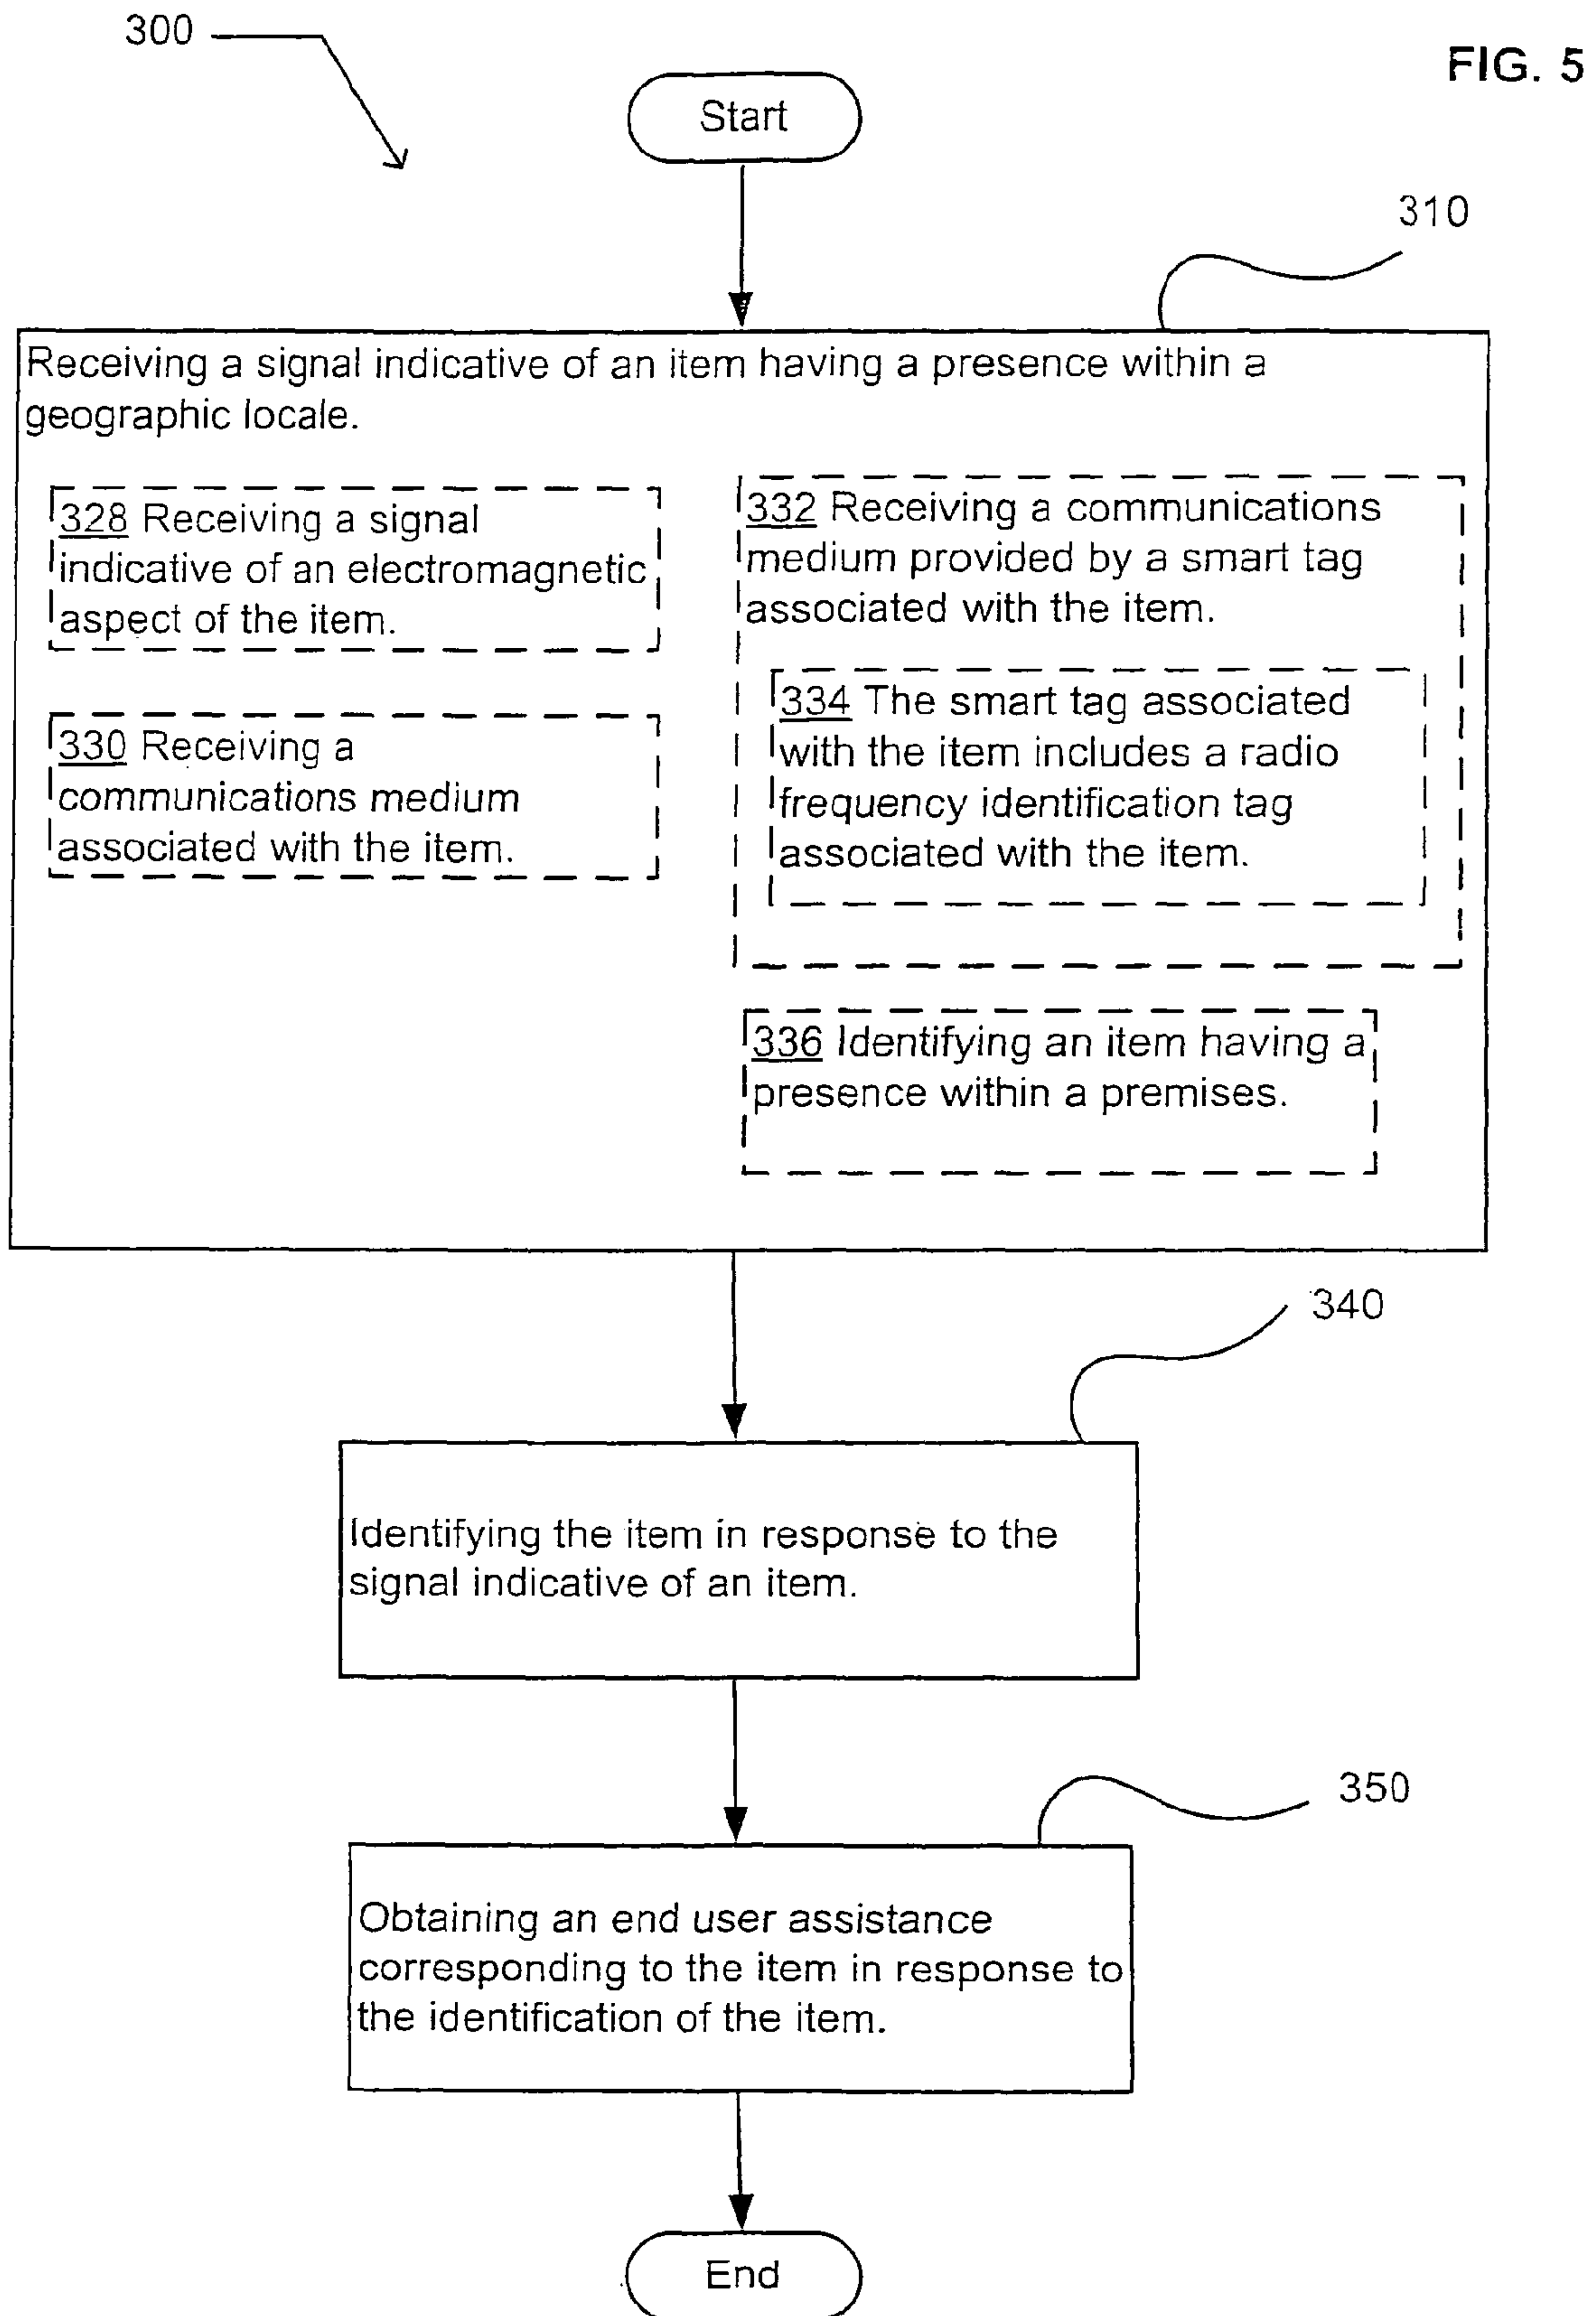 300
FIG. 5
Start
310
Receiving a signal indicative of an item having a presence within a
geographic locale.
328 Receiving a signal
indicative of an electromagnetic
aspect of the item.
330 Receiving a
communications medium
associated with the item.
332 Receiving a communications
medium provided by a smart tag
associated with the item.
334 The smart tag associated
with the item includes a radio
frequency identification tag
associated with the item.
336 Identifying an item having a
presence within a premises.
340
Identifying the item in response to the
signal indicative of an item.
350
Obtaining an end user assistance
corresponding to the item in response to
the identification of the item.
End